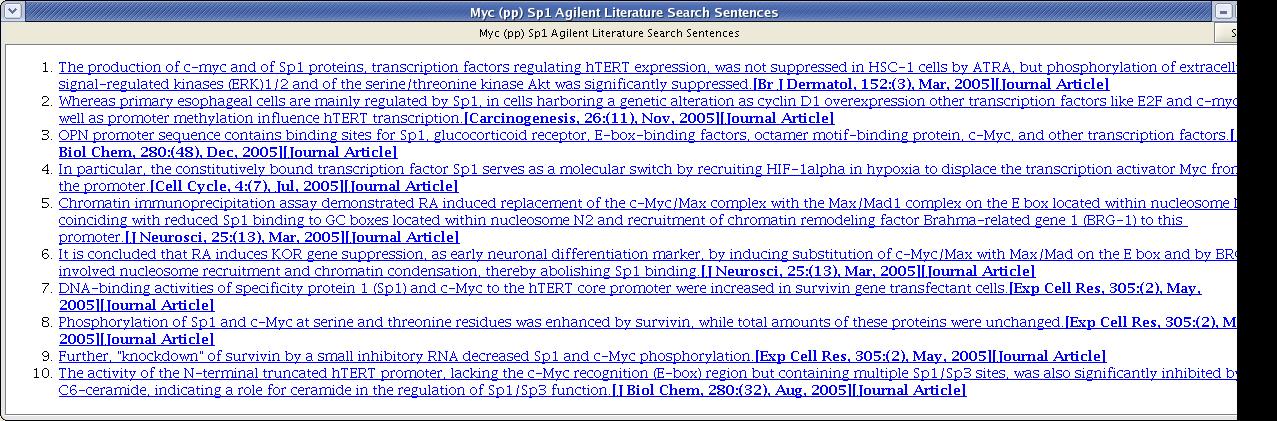 Myc (pp) Sp1 Agilent Literature Search Sentences
Myc (pp) Sp1 Agilent Literature Search Sentences
1. The production of c-myc and of Sp1 proteins, transcription factors regulating hTERT expression, was not suppressed in HSC-1 cells by ATRA, but phosphorylation of
signal-regulated kinases (ERK)1/2 and of the serine/threonine kinase Akt was significantly suppressed.[Br J Dermatol, 152:(3), Mar, 2005][Journal Article]
2. Whereas primary esophageal cells are mainly regulated by Sp1, in cells harboring a genetic alteration as cyclin D1 overexpression other transcription factors like E2F and c-myc
well as promoter methylation influence hTERT transcription.[Carcinogenesis, 26:(11), Nov, 2005][Journal Article]
3. OPN promoter sequence contains binding sites for Sp1, glucocorticoid receptor, E-box-binding factors, octamer motif-binding protein, c-Myc, and other transcription factors.[
Biol Chem, 280:(48), Dec, 2005][Journal Article]
4. In particular, the constitutively bound transcription factor Sp1 serves as a molecular switch by recruiting HIF-1alpha in hypoxia to displace the transcription activator Myc from
the promoter.[Cell Cycle, 4:(7), Jul, 2005][Journal Article]
5. Chromatin immunoprecipitation assay demonstrated RA induced replacement of the c-Myc/Max complex with the Max/Mad1 complex on the E box located within nucleosome
coinciding with reduced Sp1 binding to GC boxes located within nucleosome N2 and recruitment of chromatin remodeling factor Brahma-related gene 1 (BRG-1) to this
promoter.[J Neurosci, 25:(13), Mar, 2005][Journal Article]
6. It is concluded that RA induces KOR gene suppression, as early neuronal differentiation marker, by inducing substitution of c-Myc/Max with Max/Mad on the E box and by
involved nucleosome recruitment and chromatin condensation, thereby abolishing Sp1 binding.[J Neurosci, 25:(13), Mar, 2005][Journal Article]
7. DNA-binding activities of specificity protein 1 (Sp1) and c-Myc to the hTERT core promoter were increased in survivin gene transfectant cells.[Exp Cell Res, 305:(2), May,
2005][Journal Article]
8. Phosphorylation of Sp1 and c-Myc at serine and threonine residues was enhanced by survivin, while total amounts of these proteins were unchanged.[Exp Cell Res, 305:(2),
2005][Journal Article]
9. Further, "knockdown" of survivin by a small inhibitory RNA decreased Sp1 and c-Myc phosphorylation.[Exp Cell Res, 305:(2), May, 2005][Journal Article]
10. The activity of the N-terminal truncated hTERT promoter, lacking the c-Myc recognition (E-box) region but containing multiple Sp1/Sp3 sites, was also significantly inhibited by
C6-ceramide, indicating a role for ceramide in the regulation of Sp1/Sp3 function.[J Biol Chem, 280:(32), Aug, 2005][Journal Article]